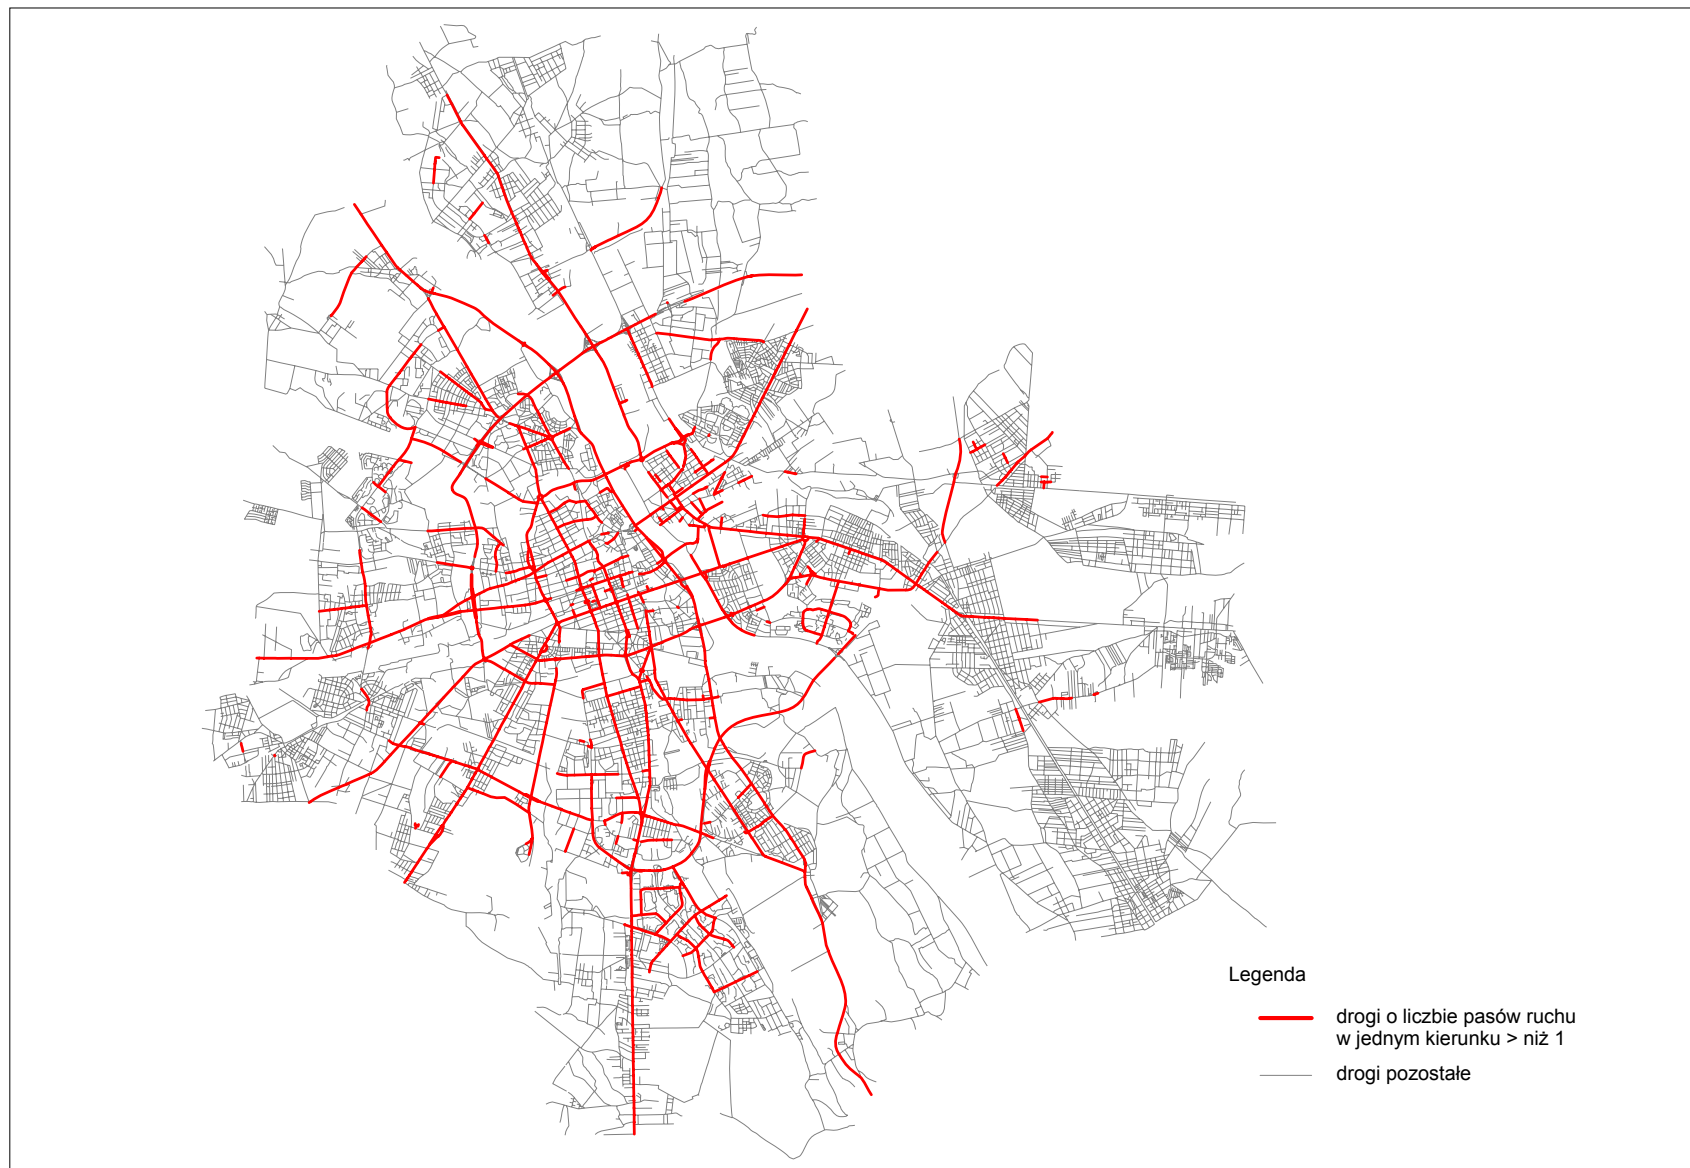 Legenda
drogi o liczbie pasów ruchu
w jednym kierunku > niż 1
drogi pozostałe